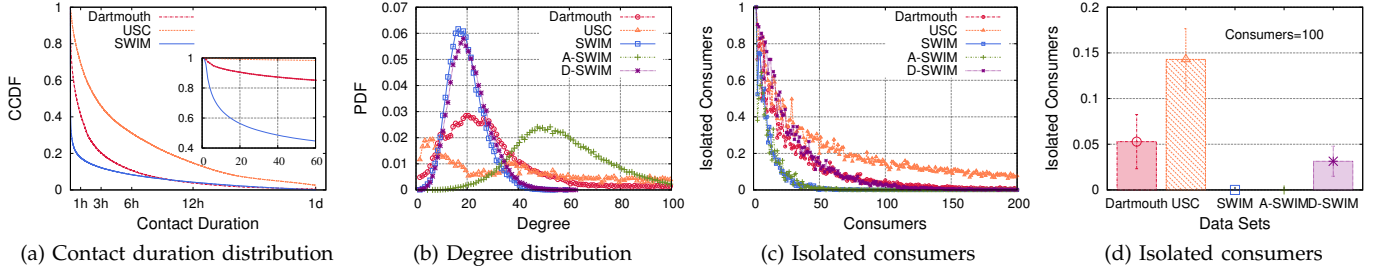 Dartmouth
USC
SWIM
CCDF
1
0.8
0.6
0.4
0.2
0
1
0.8
0.6
0.4
0
20
40
60
1h
3h
6h
12h
1d
Contact Duration
(a) Contact duration distribution
Dartmouth
USC
SWIM
A-SWIM
D-SWIM
PDF
0.07
0.06
0.05
0.04
0.03
0.02
0.01
0
0
20
40
60
80
100
Degree
(b) Degree distribution
Dartmouth
USC
SWIM
A-SWIM
D-SWIM
Isolated Consumers
1
0.8
0.6
0.4
0.2
0
0
50
100
150
200
Consumers
(c) Isolated consumers
Consumers=100
Isolated Consumers
0.2
0.15
0.1
0.05
0
Dartmouth
USC
SWIM
A-SWIM
D-SWIM
Data Sets
(d) Isolated consumers